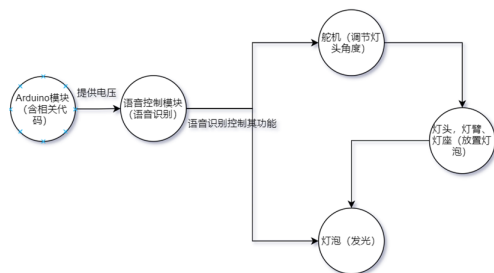 舵机（调节灯
头角度）
提供电压
Arduino模块
（含相关代
码）
语音控制模块
（语音识别）
语音识别控制其功能
灯头，灯臂、
灯座（放置灯
泡）
灯泡（发光）